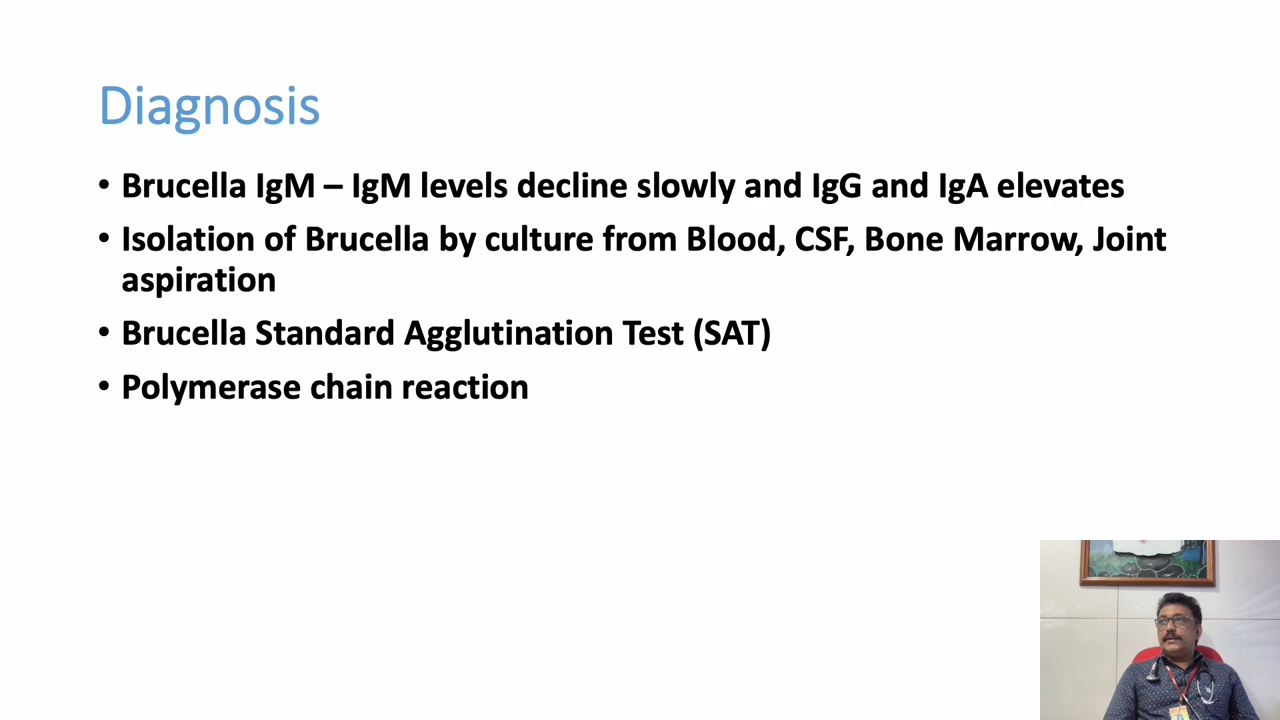 Diagnosis
• Brucella IgM – IgM levels decline slowly and IgG and IgA elevates
• Isolation of Brucella by culture from Blood, CSF, Bone Marrow, Joint
aspiration
• Brucella Standard Agglutination Test (SAT)
• Polymerase chain reaction